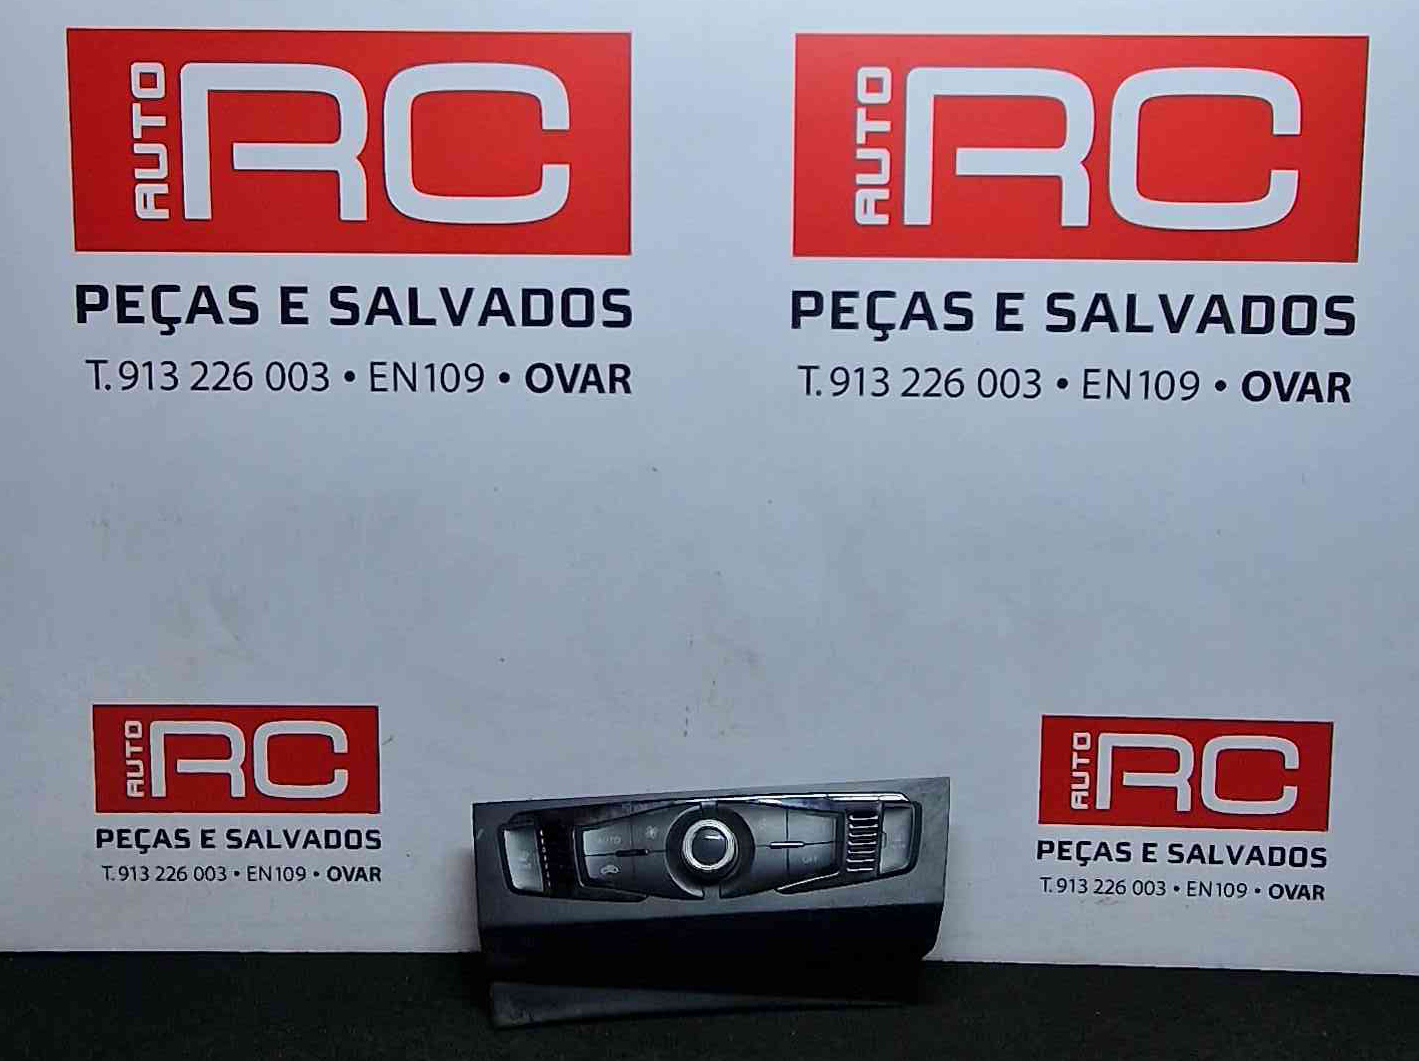 AUTO RC
PEÇAS E SALVADOS
T. 913 226 003 • EN109 • OVAR
AUTO RC
PEÇAS E SALVADOS
T. 913 226 003 • EN109 • OVAR
AUTO RC
PEÇAS E SALVADOS
T. 913 226 003 • EN109 • OVAR
AUTO RC
PEÇAS E SALVADOS
T. 913 226 003 • EN109 • OVAR
AUTO
OFF